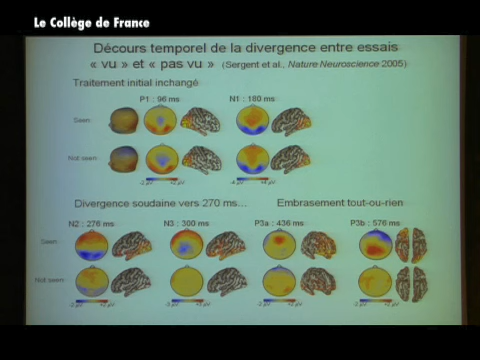 Le Collège de France
Décours temporel de la divergence entre essais
« vu » et « pas vu » (Sergent et al., Nature Neuroscience 2005)
Traitement initial inchangé
P1 : 96 ms N1 : 180 ms
Seen :
Not seen :
Divergence soudaine vers 270 ms... Embrasement tout-ou-rien
N2 : 276 ms N3 : 300 ms P3a : 436 ms P3b : 576 ms
Seen :
Not seen :